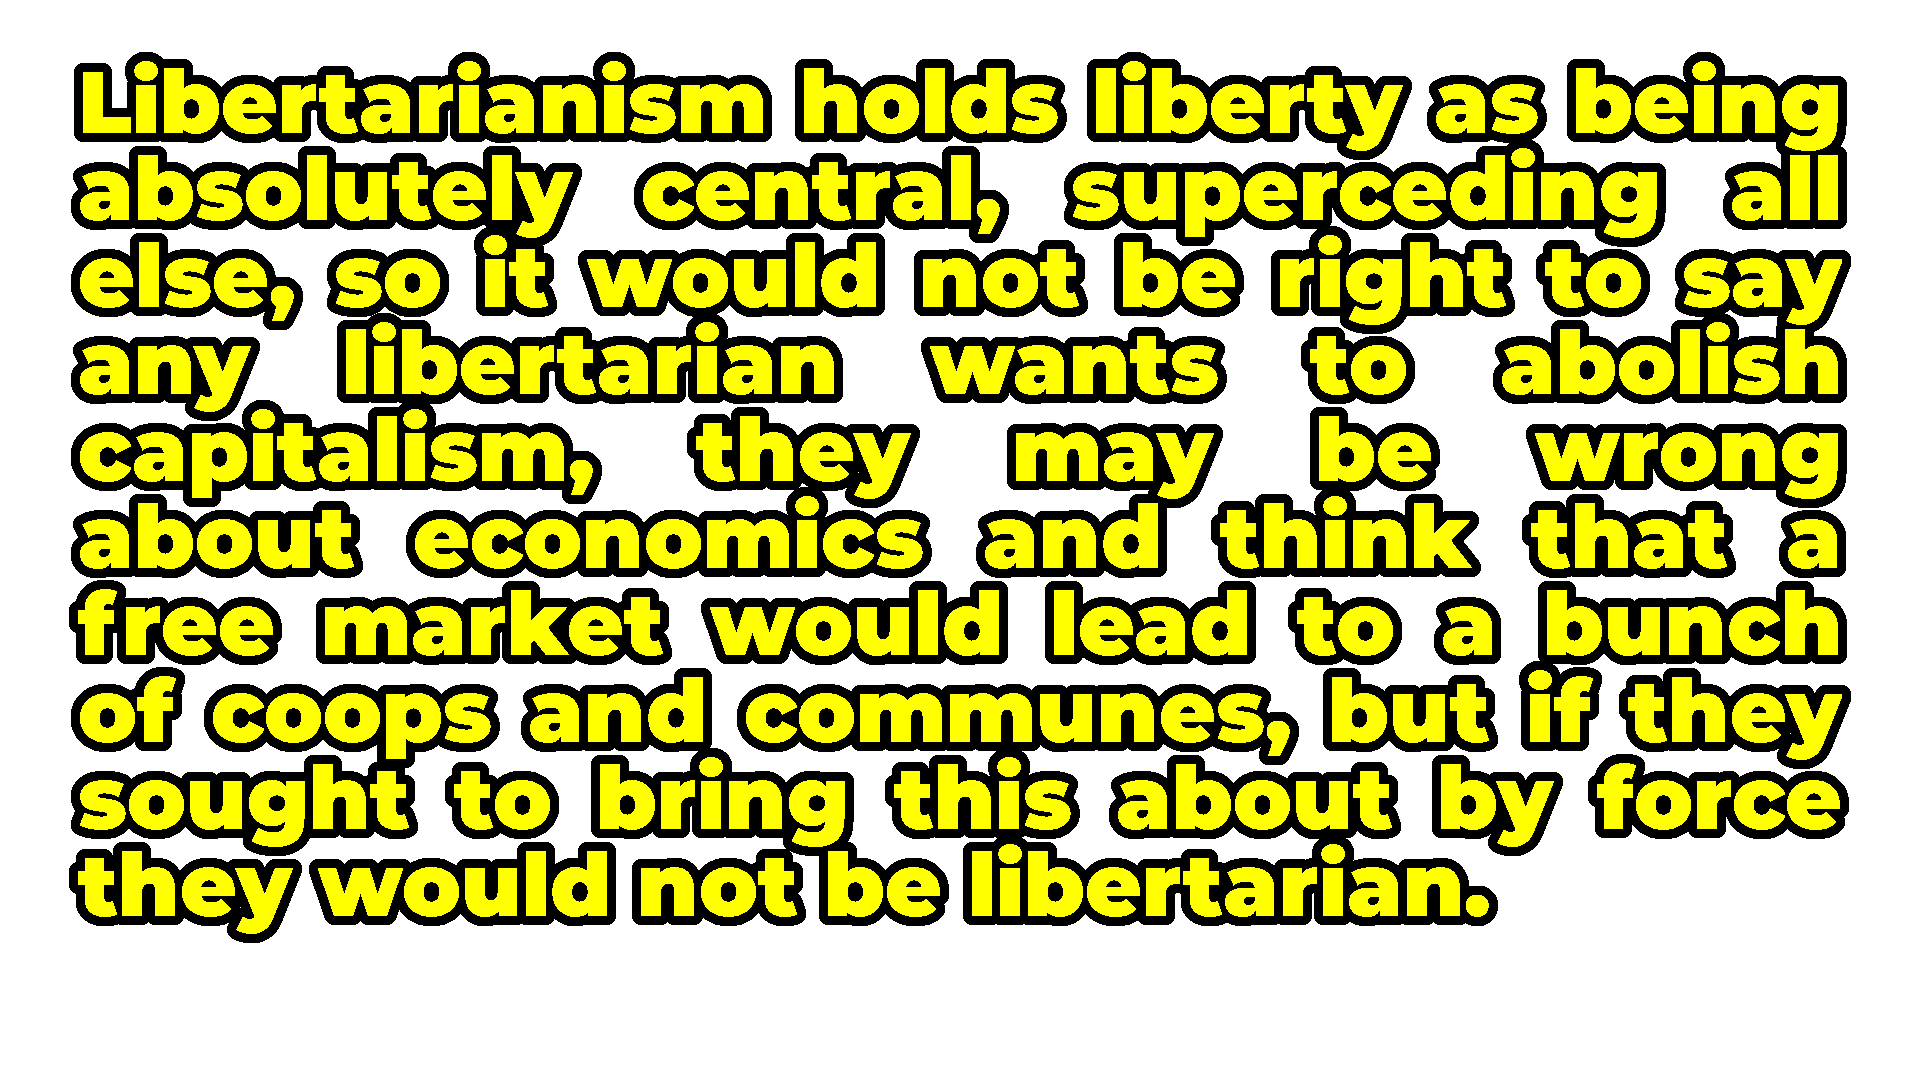 Libertarianism holds liberty as being
absolutely central, superceding all
else, so it would not be right to say
any libertarian wants to abolish
capitalism, they may be wrong
about economics and think that a
free market would lead to a bunch
of coops and communes, but if they
sought to bring this about by force
they would not be libertarian.